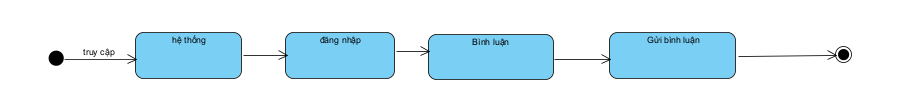 truy cập
hệ thống
đăng nhập
Bình luận
Gửi bình luận